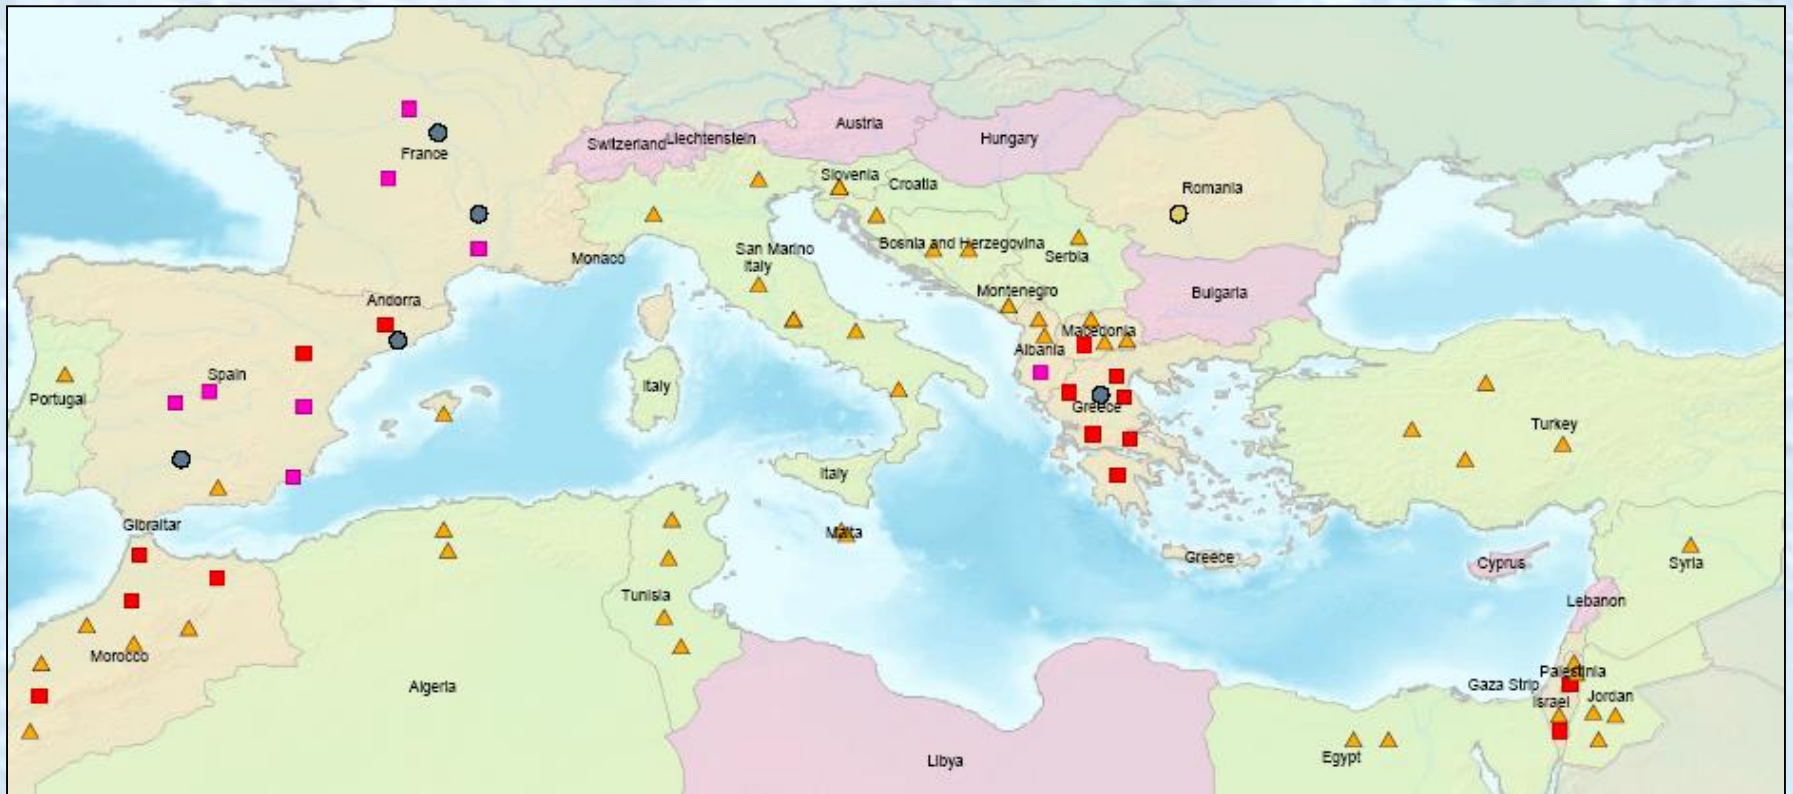 Austria
Switzerland
Liechtenstein
Hungary
France
Slovenia
Croatia
Romania
San Marino
Italy
Bosnia and Herzegovina
Serbia
Monaco
Montenegro
Bulgaria
Andorra
Macedonia
Albania
Spain
Italy
Portugal
Greece
Turkey
Italy
Gibraltar
Malta
Greece
Cyprus
Syria
Tunisia
Lebanon
Morocco
Algeria
Palestinia
Gaza Strip
Israel
Jordan
Libya
Egypt